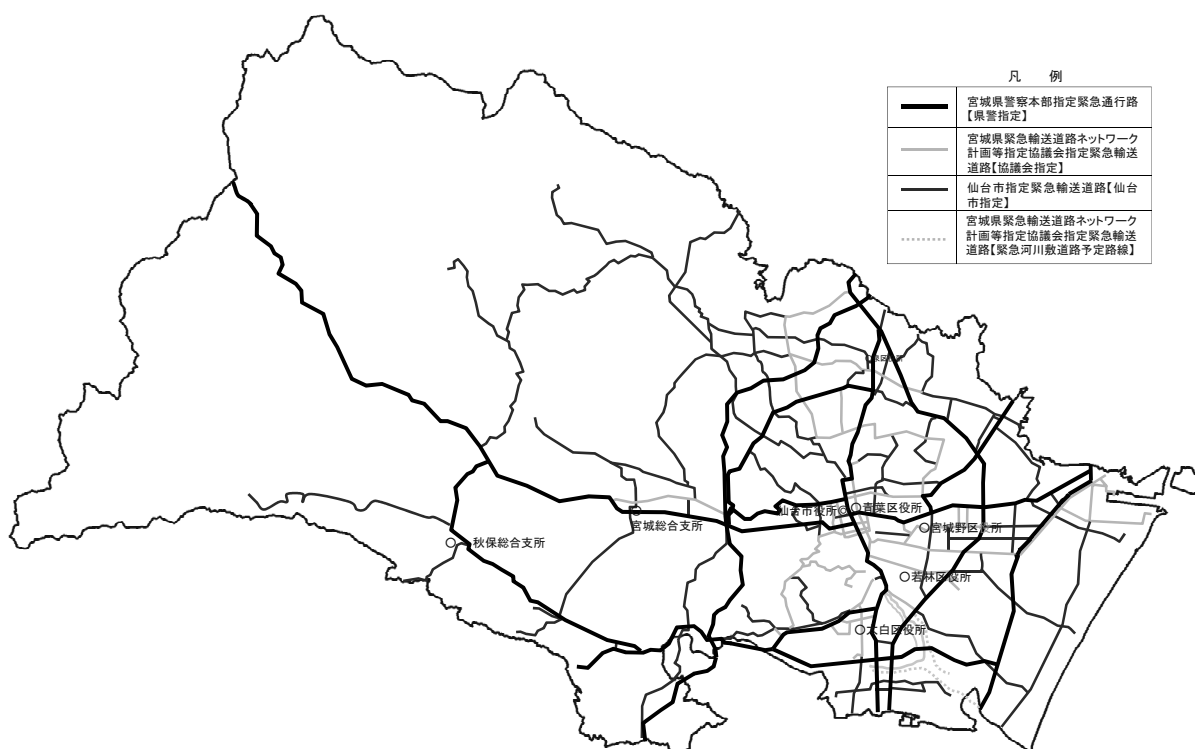 凡 例
宮城県警察本部指定緊急通行路
【県警指定】
宮城県緊急輸送道路ネットワーク
計画等指定協議会指定緊急輸送
道路【協議会指定】
仙台市指定緊急輸送道路【仙台
市指定】
宮城県緊急輸送道路ネットワーク
計画等指定協議会指定緊急輸送
道路【緊急河川敷道路予定路線】
泉区役所
仙台市役所
青葉区役所
宮城総合支所
宮城野区役所
秋保総合支所
若林区役所
太白区役所